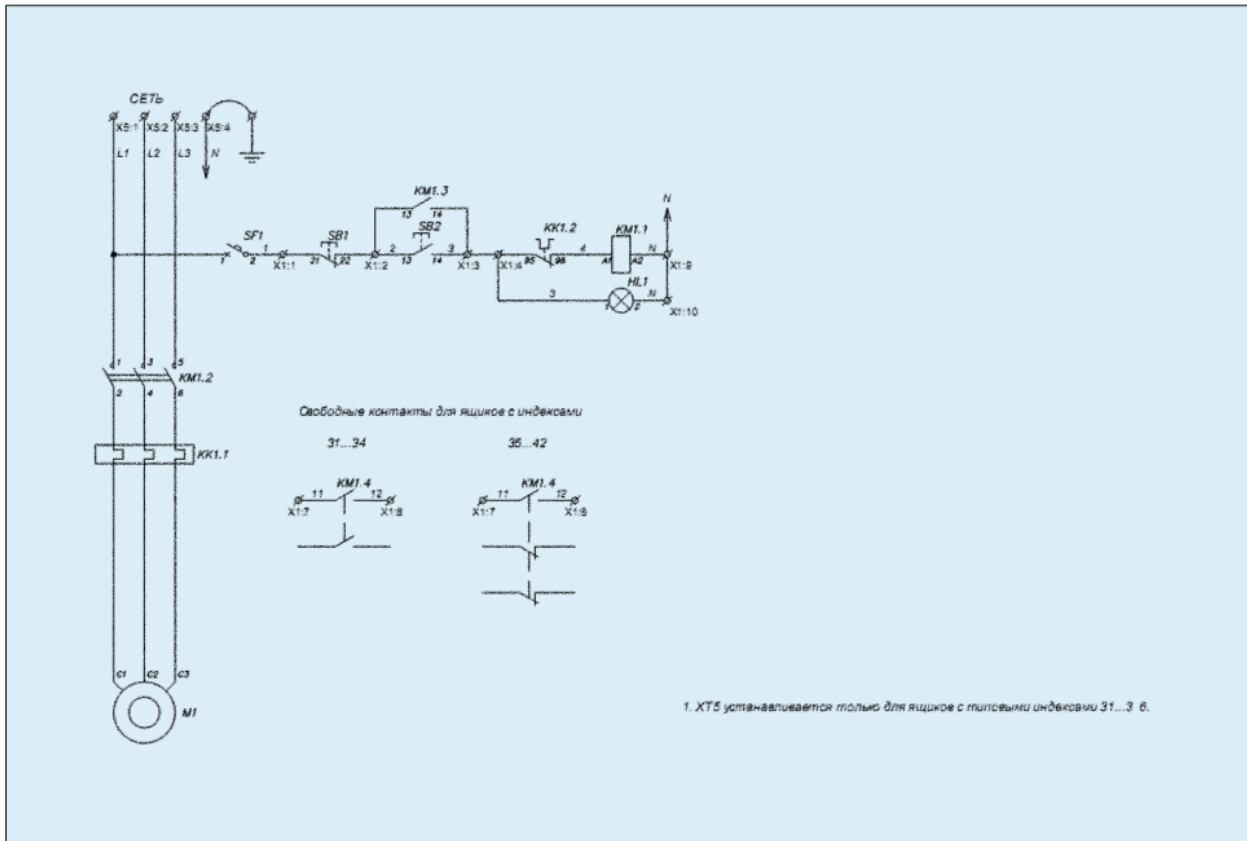 СЕТЬ
X5:1 X5:2 X5:3 X5:4
L1 L2 L3 N
KM1.3
13 14
N
SF1 SB1 SB2 KK1.2 KM1.1
1 2 1 21 22 2 13 14 3 95 96 4 A1 A2 N
X1:1 X1:2 X1:3 X1:4 X1:9
HL1
3 1 2 N
X1:10
1 3 5
KM1.2
2 4 6
Свободные контакты для ящиков с индексами
31...34 35...42
KK1.1
KM1.4 KM1.4
11 12 11 12
X1:7 X1:8 X1:7 X1:8
C1 C2 C3
M1
1. XT5 устанавливается только для ящиков с типовыми индексами 31...3 6.